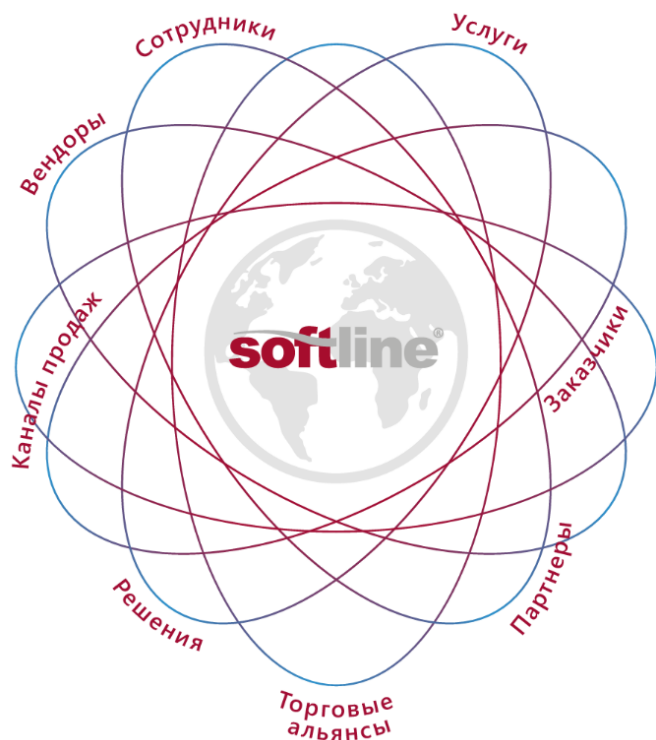 Сотрудники
Услуги
Вендоры
Каналы продаж
softline®
Заказчики
Партнеры
Решения
Торговые
альянсы